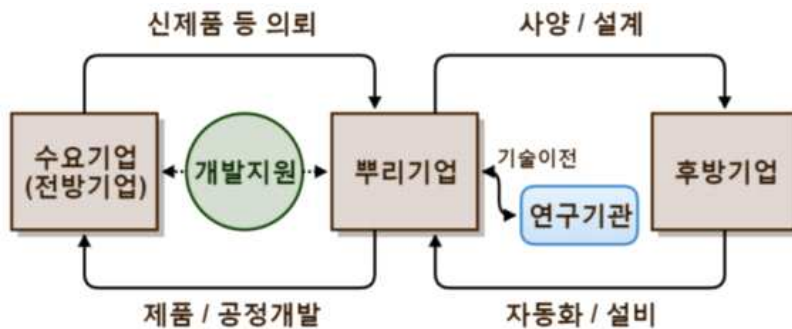 신제품 등 의뢰
사양 / 설계
수요기업
(전방기업)
개발지원
뿌리기업
기술이전
연구기관
후방기업
제품 / 공정개발
자동화 / 설비